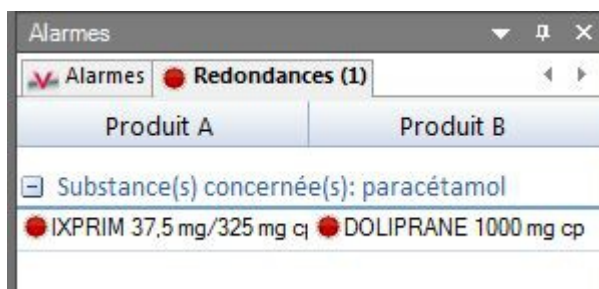 Alarmes
Alarmes Redondances (1)
Produit A Produit B
Substance(s) concernée(s): paracétamol
IXPRIM 37,5 mg/325 mg DOLIPRANE 1000 mg cp